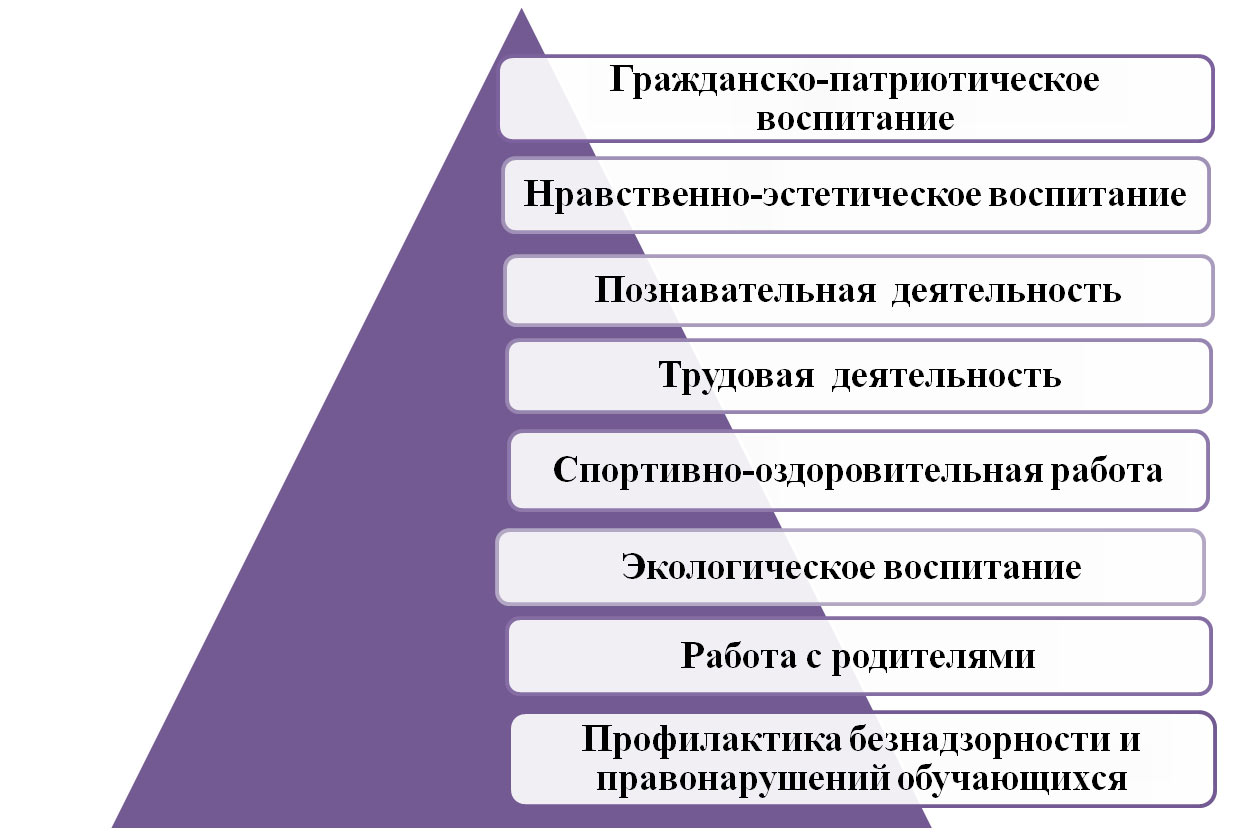 Гражданско-патриотическое
воспитание
Нравственно-эстетическое воспитание
Познавательная деятельность
Трудовая деятельность
Спортивно-оздоровительная работа
Экологическое воспитание
Работа с родителями
Профилактика безнадзорности и
правонарушений обучающихся